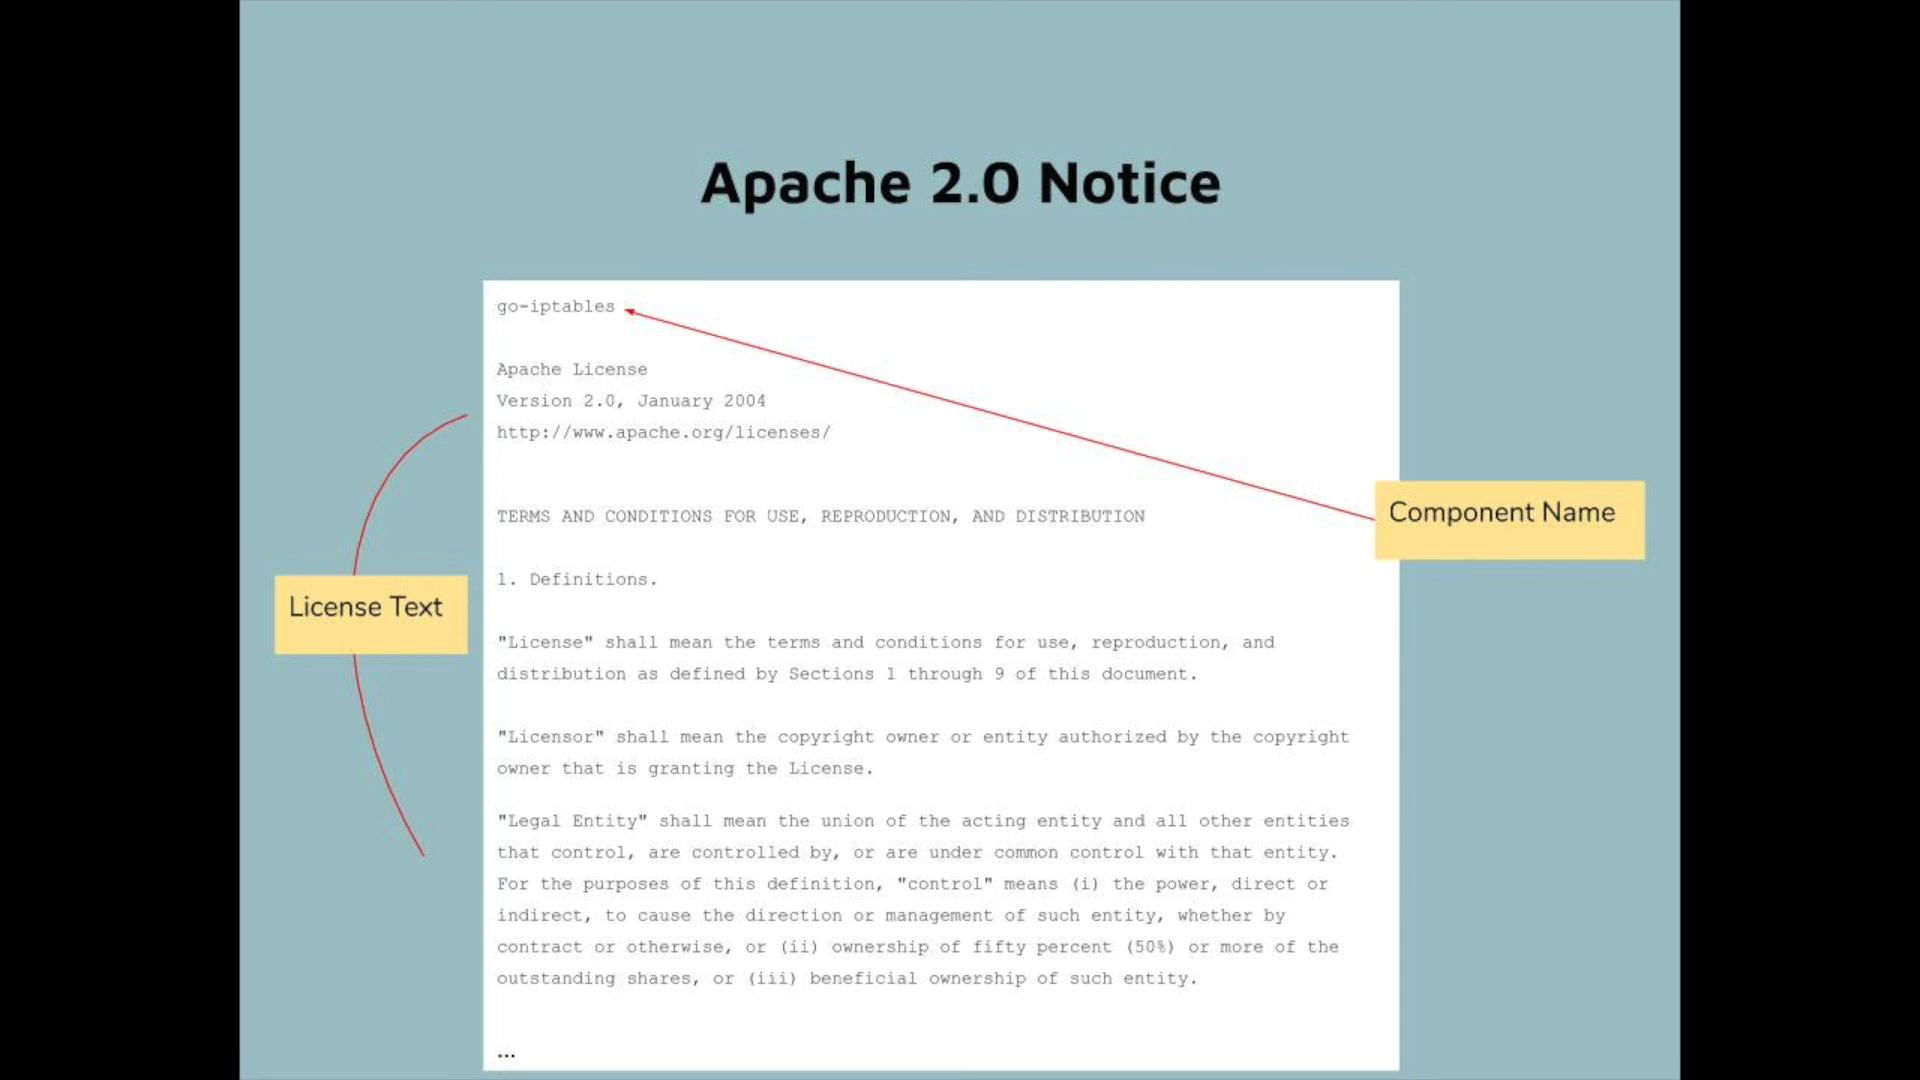 Apache 2.0 Notice
go-iptables
Apache License
Version 2.0, January 2004
http://www.apache.org/licenses/
TERMS AND CONDITIONS FOR USE, REPRODUCTION, AND DISTRIBUTION
Component Name
1. Definitions.
License Text
"License" shall mean the terms and conditions for use, reproduction, and
distribution as defined by Sections 1 through 9 of this document.
"Licensor" shall mean the copyright owner or entity authorized by the copyright
owner that is granting the License.
"Legal Entity" shall mean the union of the acting entity and all other entities
that control, are controlled by, or are under common control with that entity.
For the purposes of this definition, "control" means (i) the power, direct or
indirect, to cause the direction or management of such entity, whether by
contract or otherwise, or (ii) ownership of fifty percent (50%) or more of the
outstanding shares, or (iii) beneficial ownership of such entity.
...